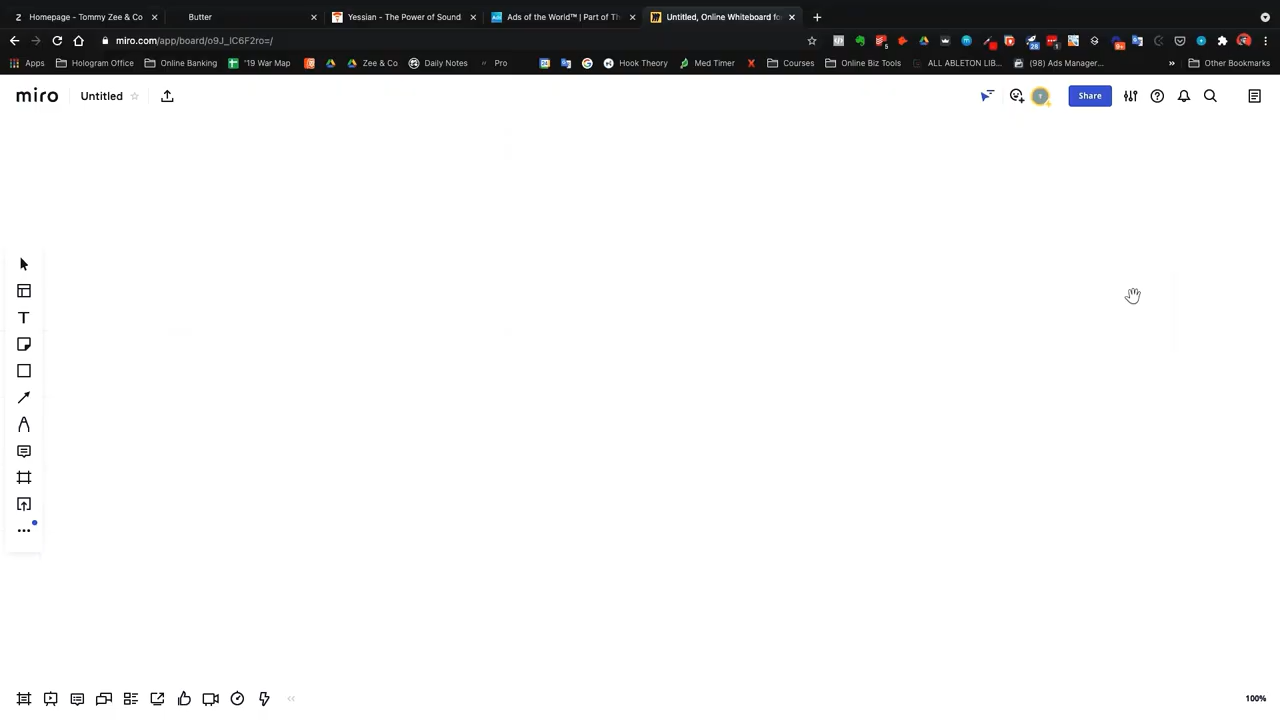 Homepage - Tommy Zee & Co
Butter
Yessian - The Power of Sound
Ads of the World™ | Part of Th
Untitled, Online Whiteboard for
miro.com/app/board/o9J_lC6F2ro=/
Apps
Hologram Office
Online Banking
'19 War Map
Zee & Co
Daily Notes
Pro
Hook Theory
Med Timer
Courses
Online Biz Tools
ALL ABLETON LIB...
(98) Ads Manager...
Other Bookmarks
miro
Untitled
Share
100%